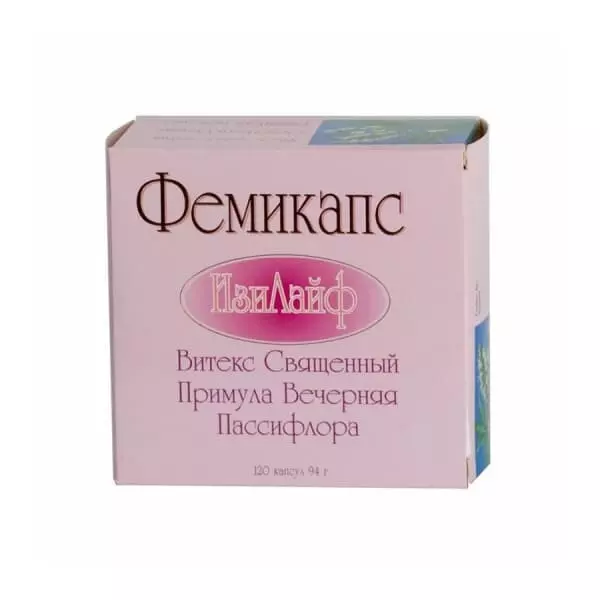 Фемикапс
ИзиЛайф
Витекс Священный
Примула Вечерняя
Пассифлора
120 капсул 94 г